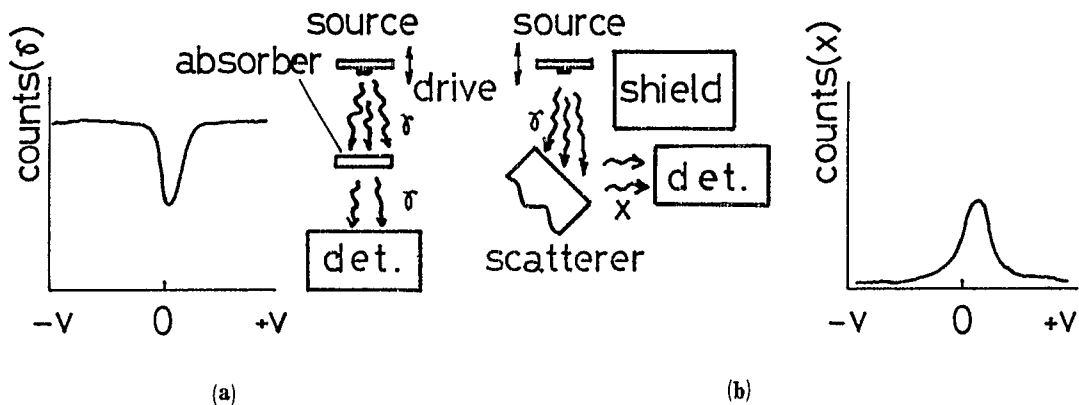 counts(γ)
-V
0
+V
absorber
source
drive
γ
γ
det.
(a)
source
shield
γ
det.
X
scatterer
counts(x)
-V
0
+V
(b)